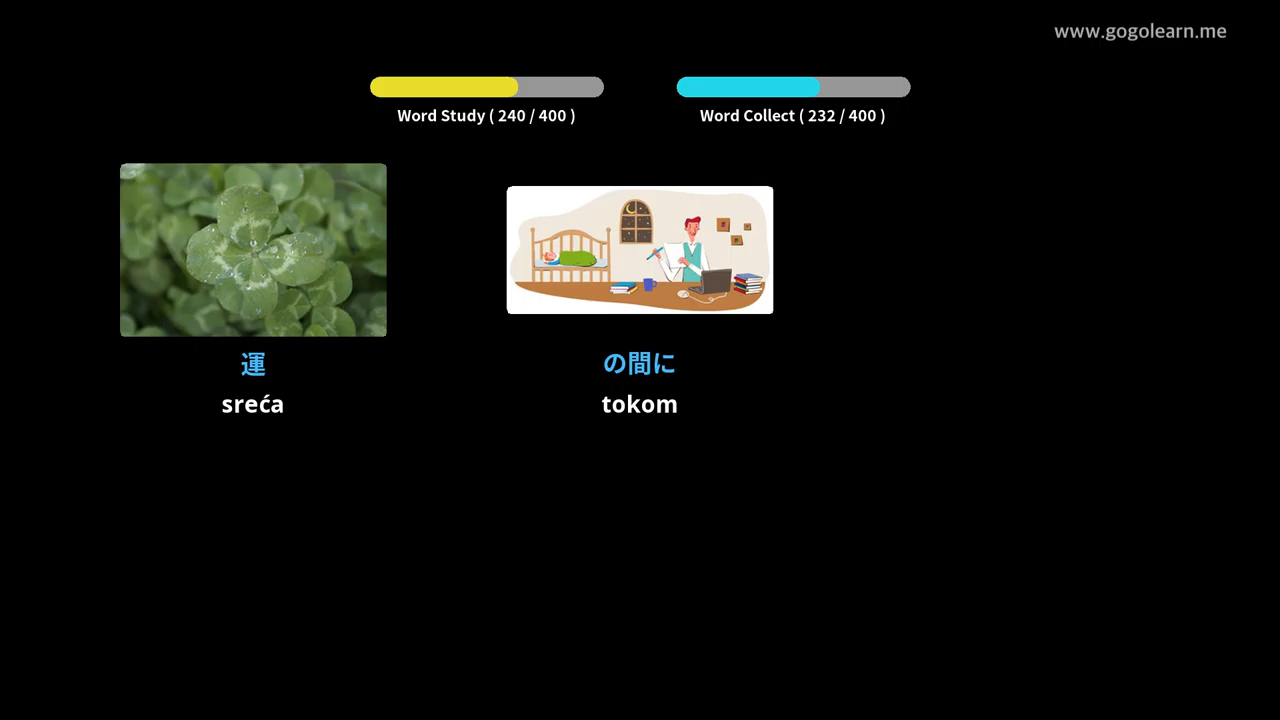 www.gogolearn.me
Word Study ( 240 / 400 )
Word Collect ( 232 / 400 )
運
sreća
の間に
tokom